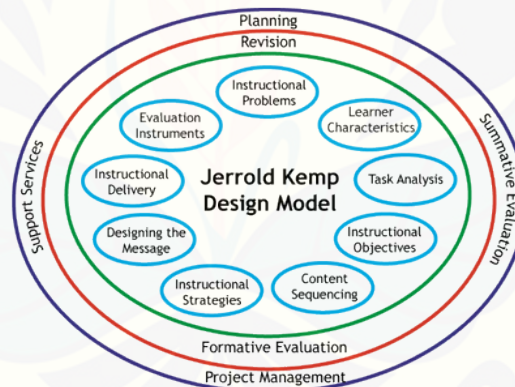 Planning
Revision
Instructional
Problems
Evaluation
Instruments
Learner
Characteristics
Instructional
Delivery
Jerrold Kemp
Design Model
Task Analysis
Designing the
Message
Instructional
Objectives
Instructional
Strategies
Content
Sequencing
Support Services
Summative Evaluation
Formative Evaluation
Project Management